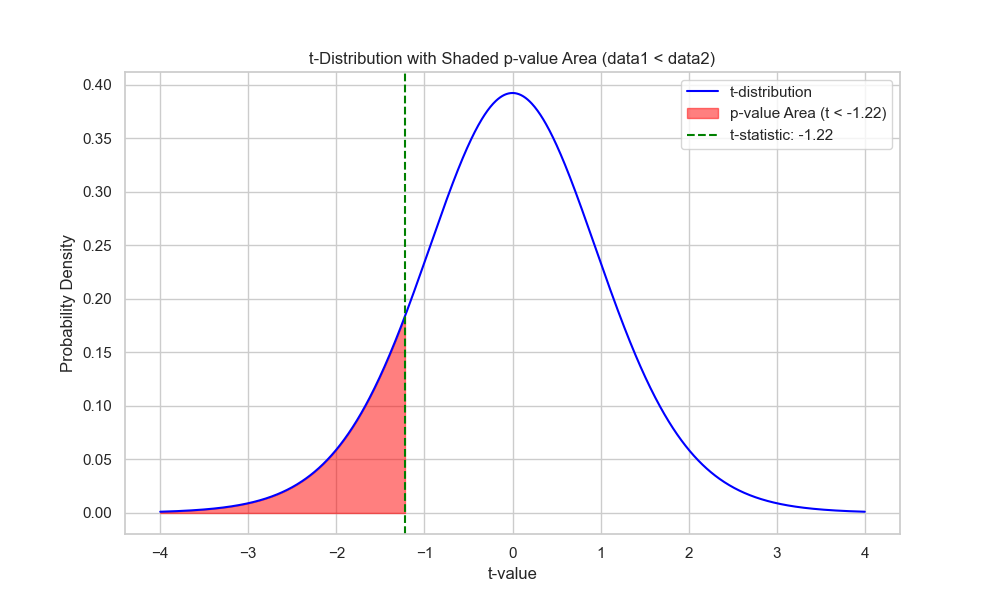 t-Distribution with Shaded p-value Area (data1 < data2)
t-distribution
p-value Area (t < -1.22)
t-statistic: -1.22
Probability Density
0.40
0.35
0.30
0.25
0.20
0.15
0.10
0.05
0.00
−4 −3 −2 −1 0 1 2 3 4
t-value